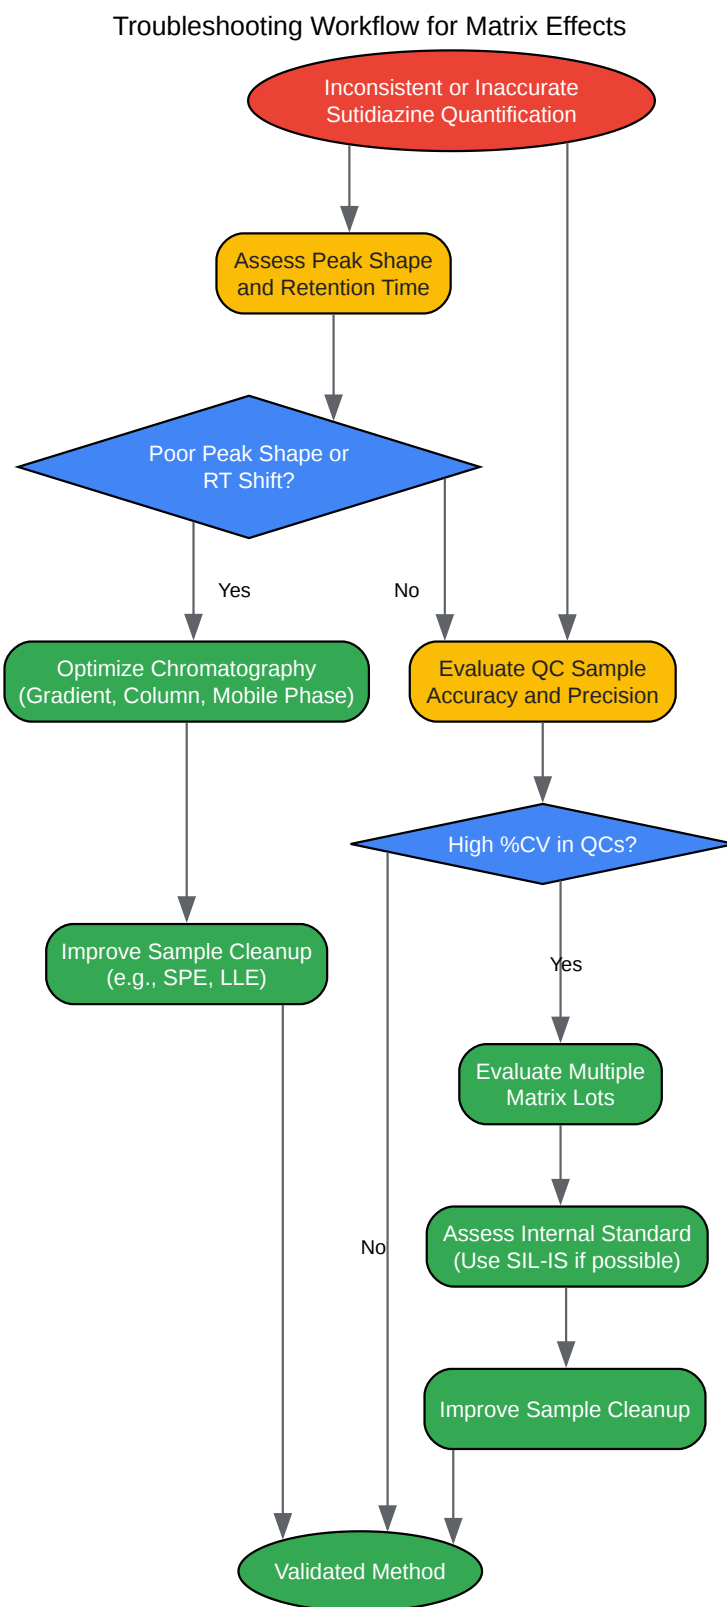 Troubleshooting Workflow for Matrix Effects
Inconsistent or Inaccurate
Sutidiazine Quantification
Assess Peak Shape
and Retention Time
Poor Peak Shape or
RT Shift?
Yes
No
Optimize Chromatography
(Gradient, Column, Mobile Phase)
Evaluate QC Sample
Accuracy and Precision
High %CV in QCs?
Improve Sample Cleanup
(e.g., SPE, LLE)
Yes
Evaluate Multiple
Matrix Lots
No
Assess Internal Standard
(Use SIL-IS if possible)
Improve Sample Cleanup
Validated Method